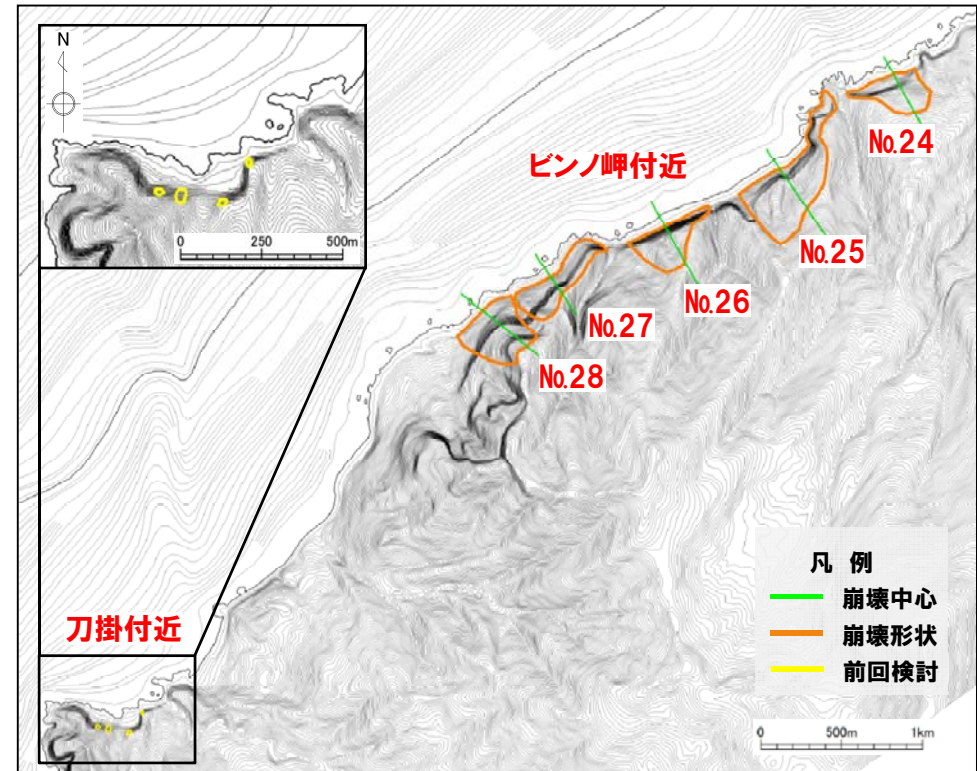 N
0 250 500m
ビンノ岬付近
No.24
No.25
No.26
No.27
No.28
刀掛付近
凡 例
崩壊中心
崩壊形状
前回検討
0 500m 1km